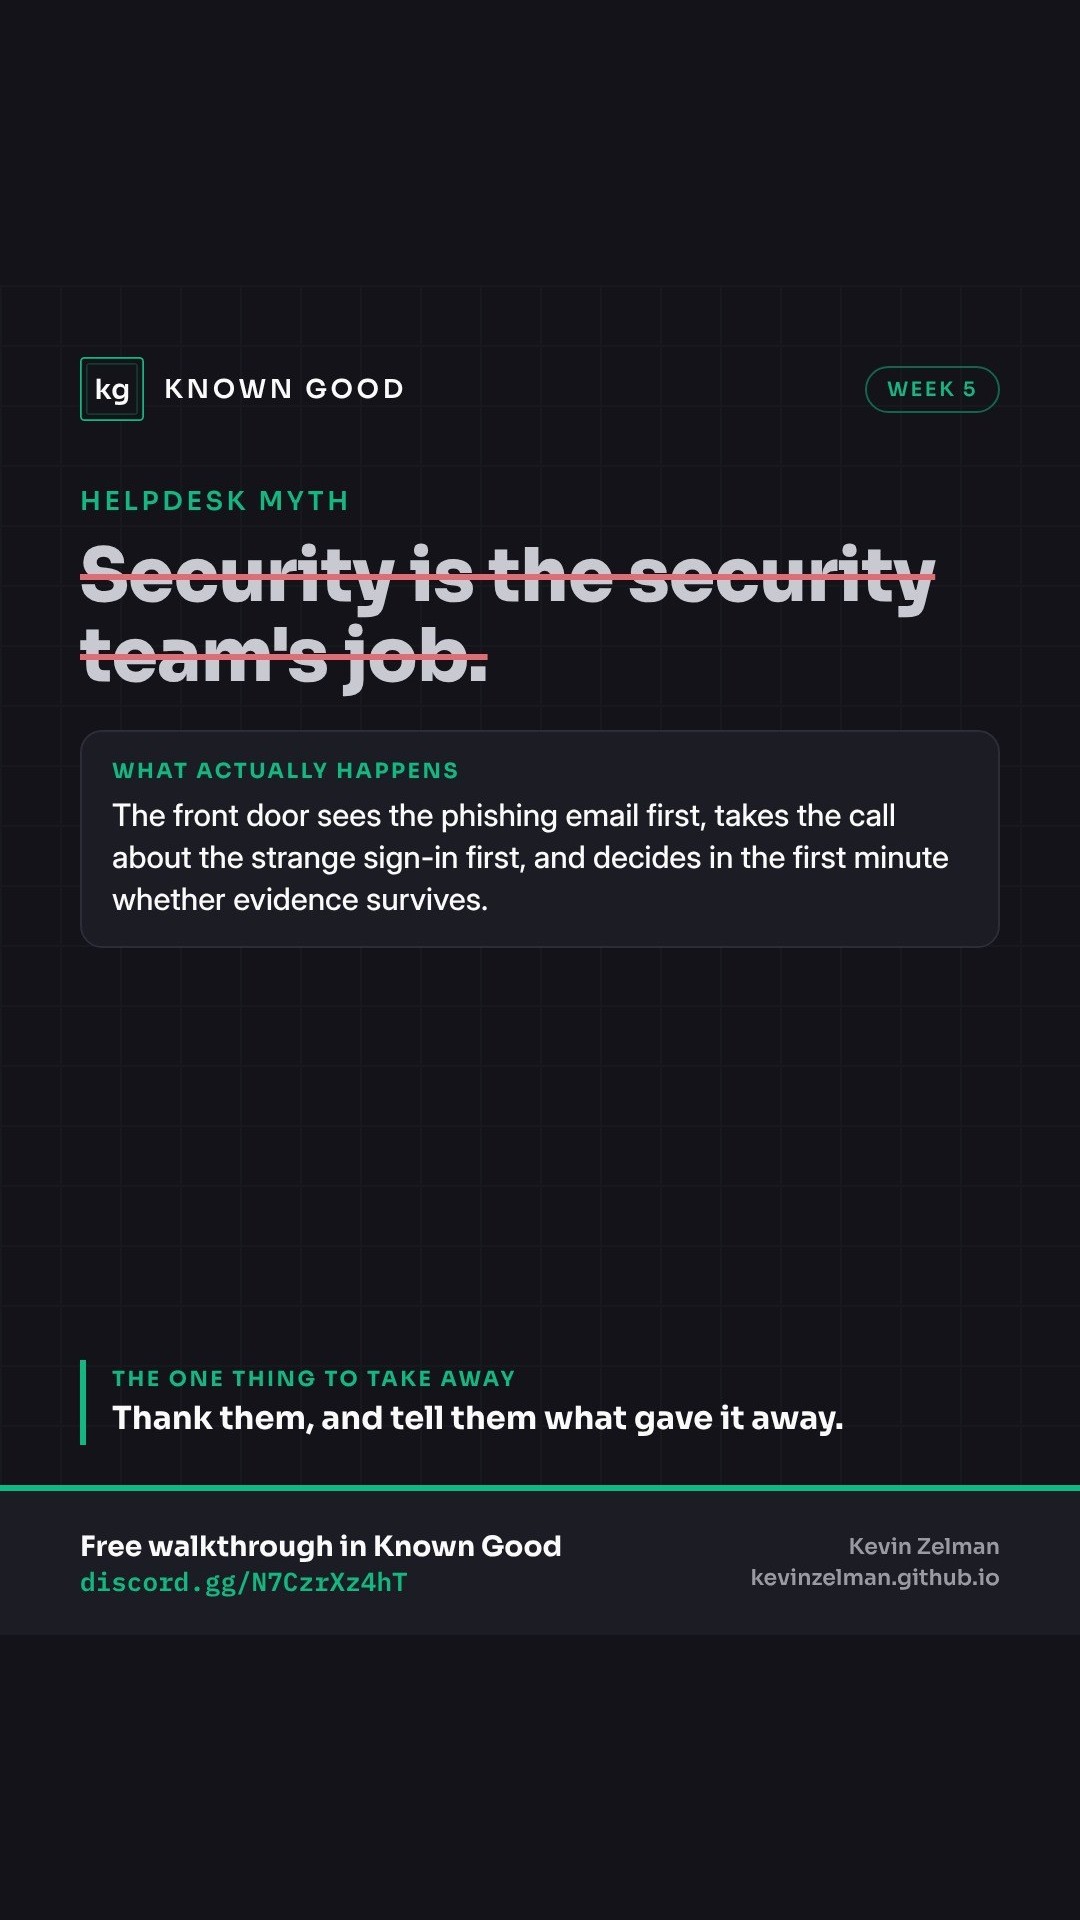 kg
KNOWN GOOD
WEEK 5
HELPDESK MYTH
Security is the security
team's job.
WHAT ACTUALLY HAPPENS
The front door sees the phishing email first, takes the call
about the strange sign-in first, and decides in the first minute
whether evidence survives.
THE ONE THING TO TAKE AWAY
Thank them, and tell them what gave it away.
Free walkthrough in Known Good
discord.gg/N7CzrXz4hT
Kevin Zelman
kevinzelman.github.io